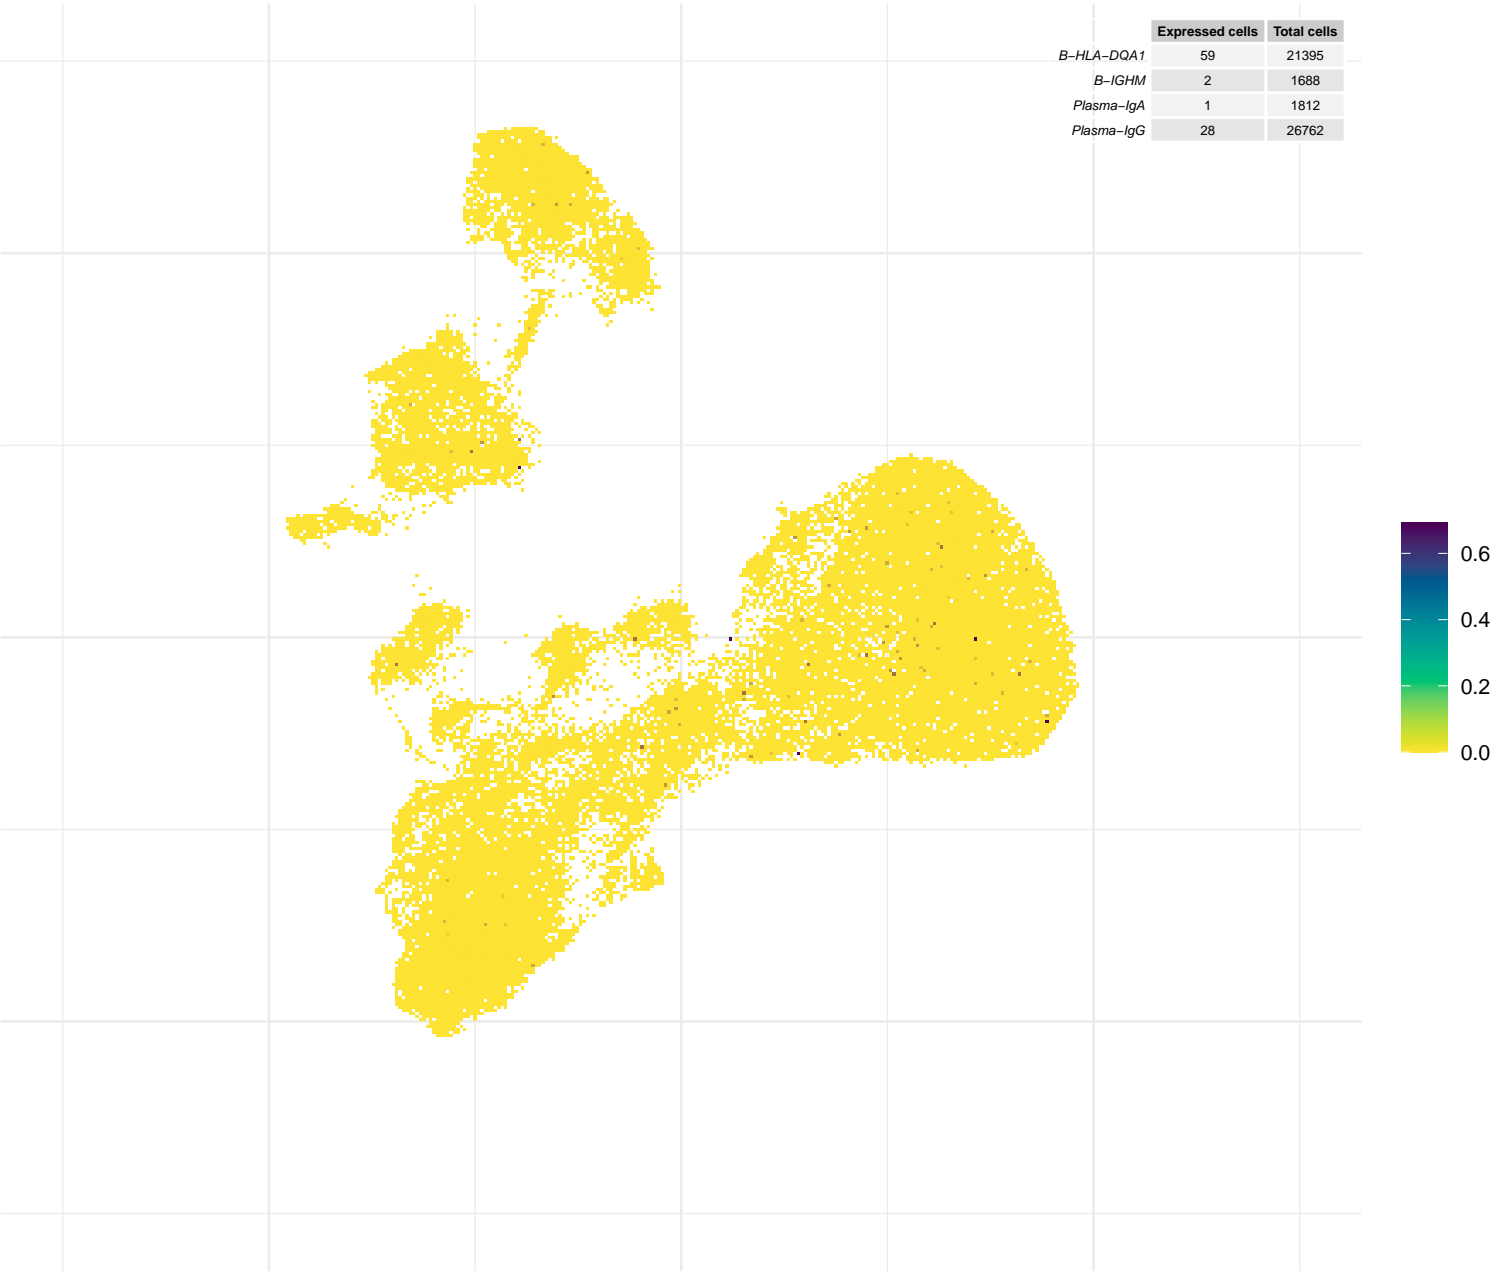 Expressed cells Total cells
B−HLA−DQA1 59 21395
B−IGHM 2 1688
Plasma−IgA 1 1812
Plasma−IgG 28 26762
0.6
0.4
0.2
0.0